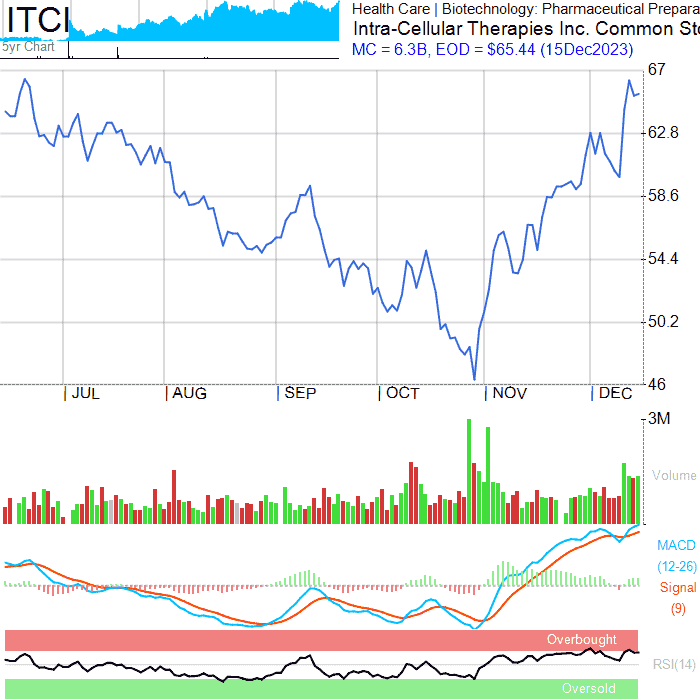 ITCI
5yr Chart
Health Care | Biotechnology: Pharmaceutical Prepara
Intra-Cellular Therapies Inc. Common Sto
MC = 6.3B, EOD = $65.44 (15Dec2023)
67
62.8
58.6
54.4
50.2
46
| JUL | AUG | SEP | OCT | NOV | DEC
3M
Volume
MACD
(12-26)
Signal
(9)
Overbought
RSI(14)
Oversold